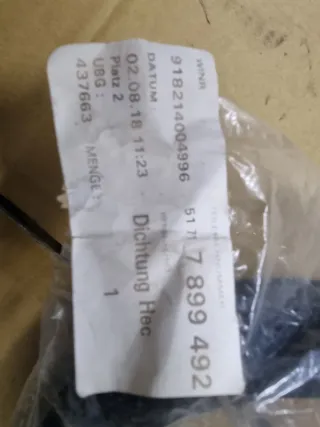 WNR
918214004996
51 71 7 899 492
DATUM
02.08.18 11:23
Dichtung Hec
Platz 2
UBG :
MENGE:
1
437663